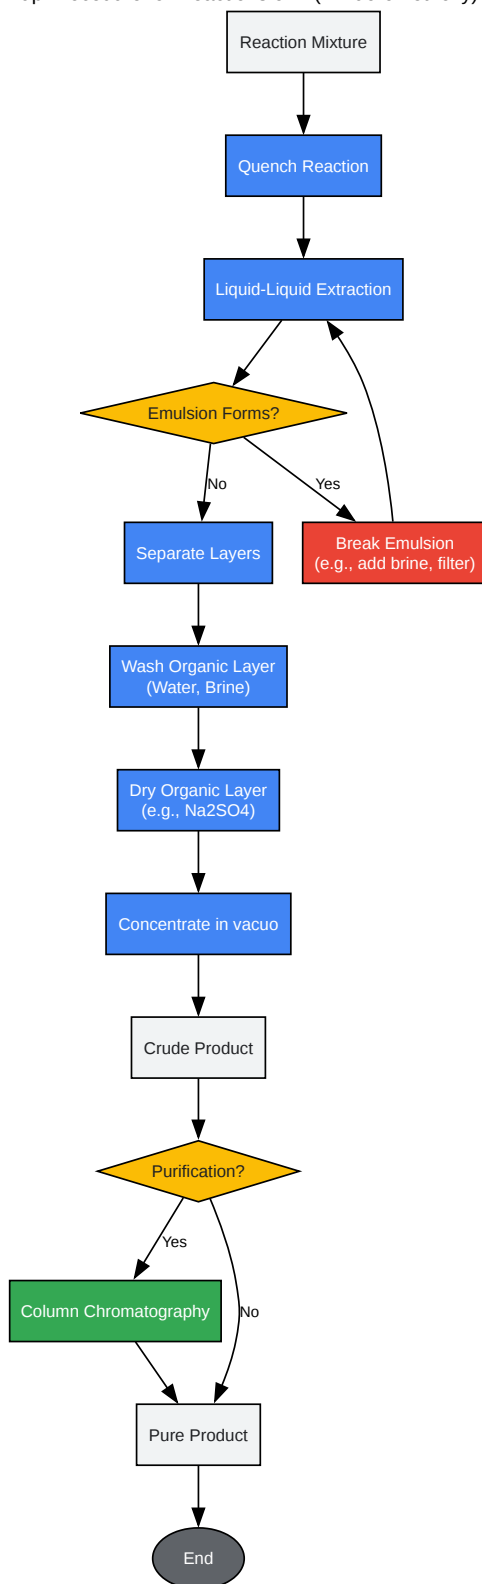 Reaction Mixture
Quench Reaction
Liquid-Liquid Extraction
Emulsion Forms?
No
Yes
Separate Layers
Break Emulsion
(e.g., add brine, filter)
Wash Organic Layer
(Water, Brine)
Dry Organic Layer
(e.g., Na2SO4)
Concentrate in vacuo
Crude Product
Purification?
Yes
Column Chromatography
No
Pure Product
End